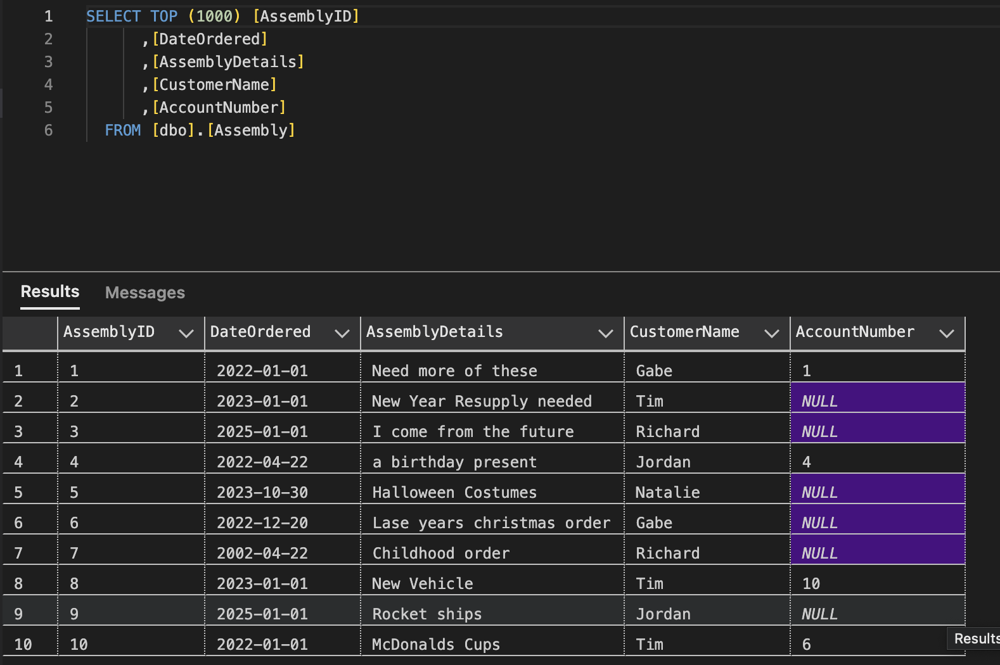 1 SELECT TOP (1000) [AssemblyID]
2 ,[DateOrdered]
3 ,[AssemblyDetails]
4 ,[CustomerName]
5 ,[AccountNumber]
6 FROM [dbo].[Assembly]
Results Messages
AssemblyID DateOrdered AssemblyDetails CustomerName AccountNumber
1 1 2022-01-01 Need more of these Gabe 1
2 2 2023-01-01 New Year Resupply needed Tim NULL
3 3 2025-01-01 I come from the future Richard NULL
4 4 2022-04-22 a birthday present Jordan 4
5 5 2023-10-30 Halloween Costumes Natalie NULL
6 6 2022-12-20 Lase years christmas order Gabe NULL
7 7 2002-04-22 Childhood order Richard NULL
8 8 2023-01-01 New Vehicle Tim 10
9 9 2025-01-01 Rocket ships Jordan NULL
10 10 2022-01-01 McDonalds Cups Tim 6
Results